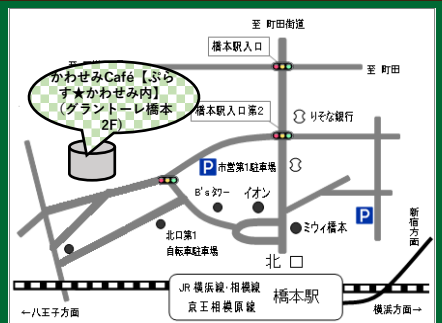 至 町田街道
橋本駅入口
至 町田
かわせみCafé【ぷら
す★かわせみ内】
(グラントーレ橋本
2F)
橋本駅入口第2
りそな銀行
P 市営第1駐車場
B'sタワー
イオン
P
ミウィ橋本
北口第1
自転車駐車場
新宿方面
北 口
JR 横浜線・相模線
京王相模原線
橋本駅
←八王子方面
横浜方面→